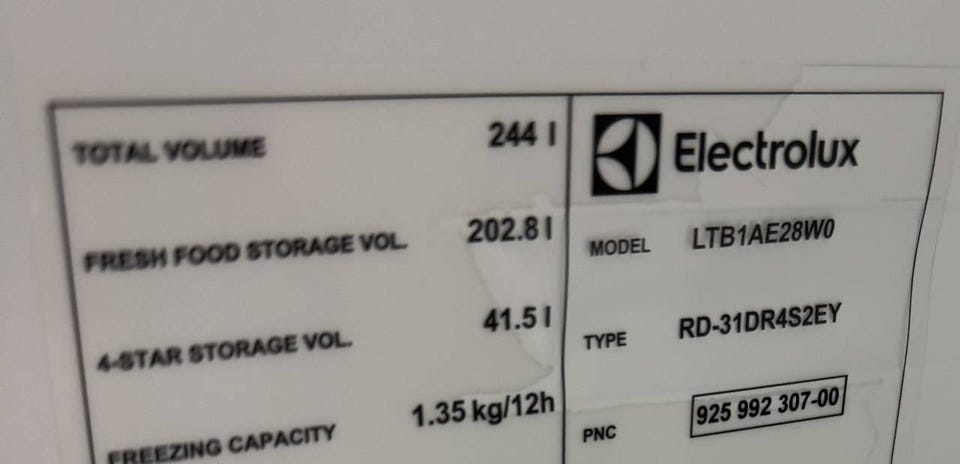 TOTAL VOLUME 244 l
FRESH FOOD STORAGE VOL. 202.8 l
4-STAR STORAGE VOL. 41.5 l
FREEZING CAPACITY 1.35 kg/12h
Electrolux
MODEL LTB1AE28W0
TYPE RD-31DR4S2EY
PNC 925 992 307-00